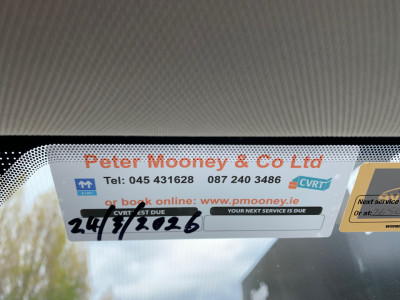 Peter Mooney & Co Ltd
Tel: 045 431628 087 240 3486
CVRT
or book online: www.pmooney.ie
CVRT TEST DUE YOUR NEXT SERVICE IS DUE
24/3/2026
Next service
Or at: